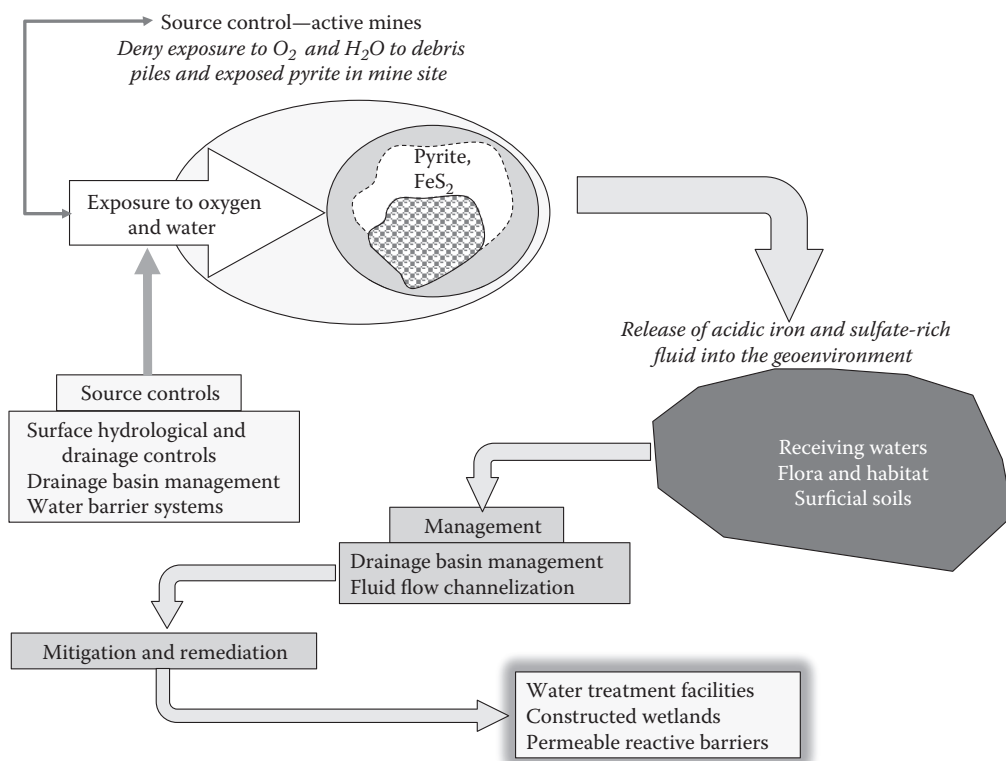 Source control—active mines
Deny exposure to O₂ and H₂O to debris
piles and exposed pyrite in mine site
Pyrite,
FeS₂
Exposure to oxygen
and water
Release of acidic iron and sulfate-rich
fluid into the geoenvironment
Source controls
Surface hydrological and
drainage controls
Drainage basin management
Water barrier systems
Receiving waters
Flora and habitat
Surficial soils
Management
Drainage basin management
Fluid flow channelization
Mitigation and remediation
Water treatment facilities
Constructed wetlands
Permeable reactive barriers